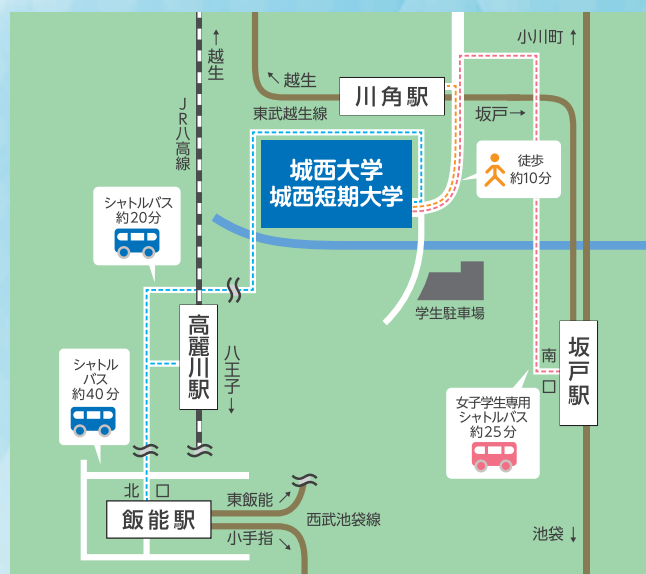 小川町↑
↑
越生
↖越生
川角駅
東武越生線
坂戸→
JR八高線
城西大学
城西短期大学
徒歩
約10分
シャトルバス
約20分
学生駐車場
高麗川駅
八王子↓
坂戸駅
南口
シャトル
バス
約40分
女子学生専用
シャトルバス
約25分
北口
飯能駅
東飯能↗
西武池袋線
小手指↘
池袋↓